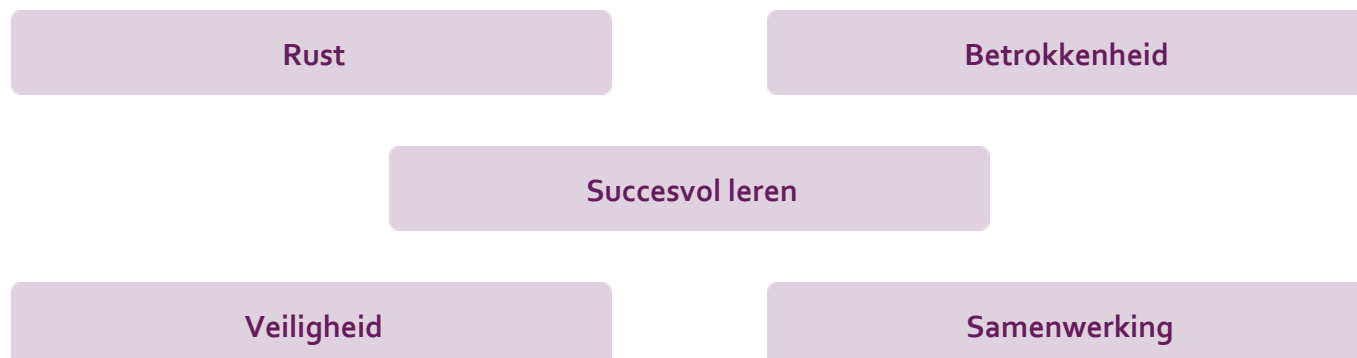 Rust
Betrokkenheid
Succesvol leren
Veiligheid
Samenwerking